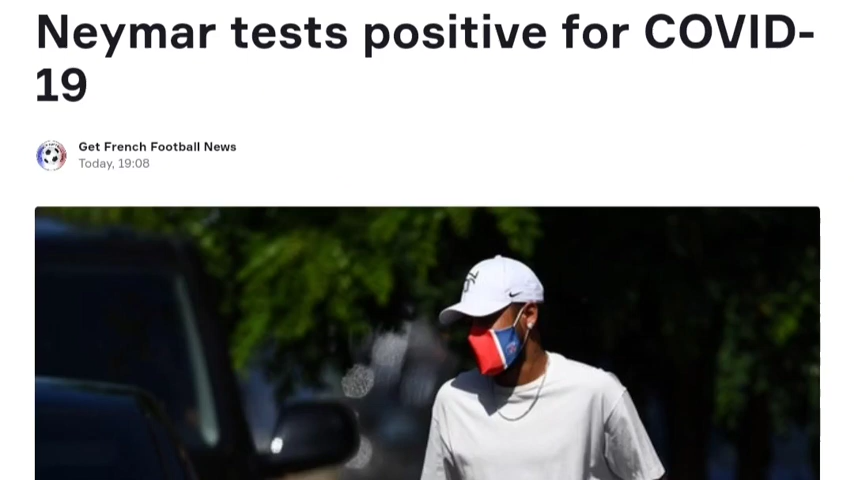 Neymar tests positive for COVID-
19
Get French Football News
Today, 19:08